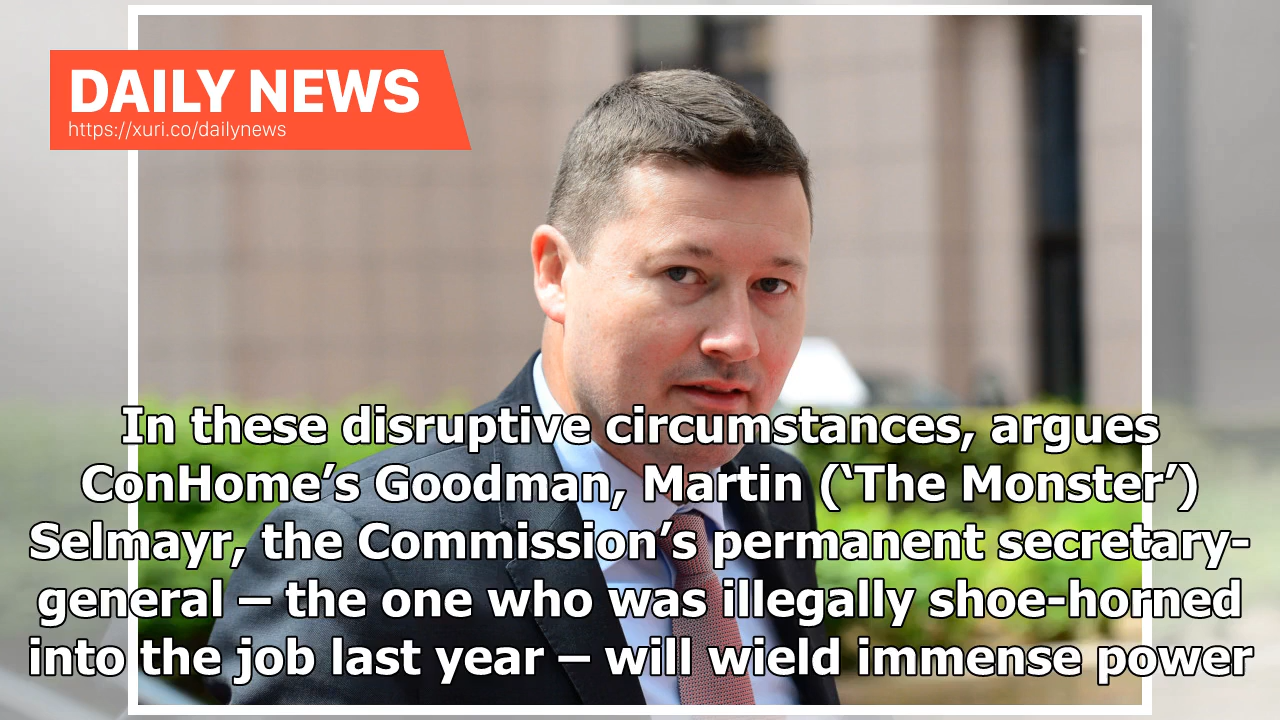 DAILY NEWS
https://xuri.co/dailynews
In these disruptive circumstances, argues
ConHome’s Goodman, Martin (‘The Monster’)
Selmayr, the Commission’s permanent secretary-
general – the one who was illegally shoe-horned
into the job last year – will wield immense power